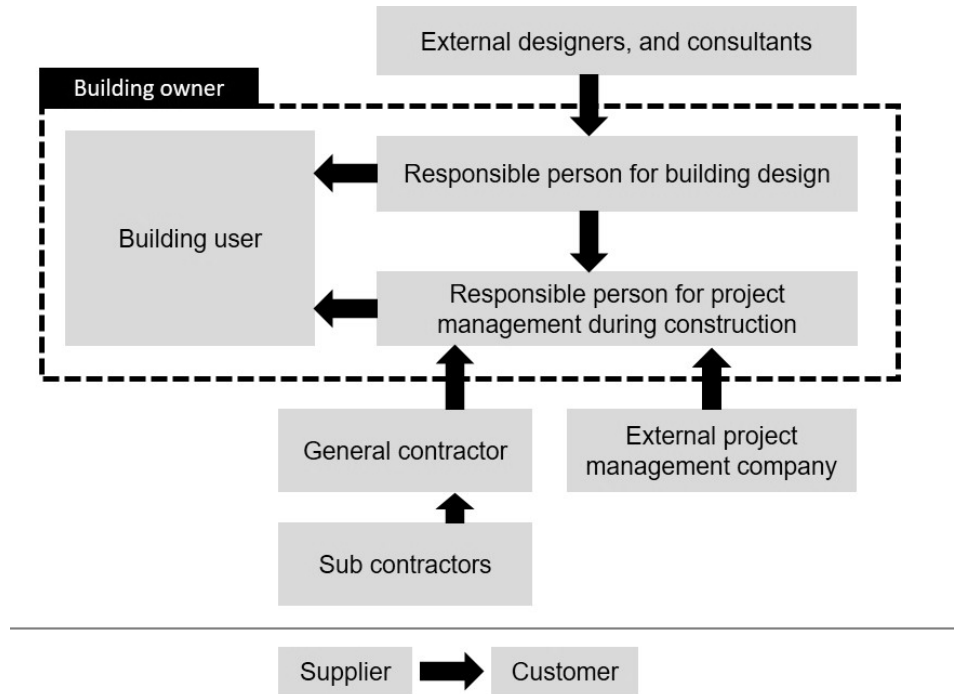 External designers, and consultants
Building owner
Responsible person for building design
Building user
Responsible person for project
management during construction
General contractor
External project
management company
Sub contractors
Supplier
Customer